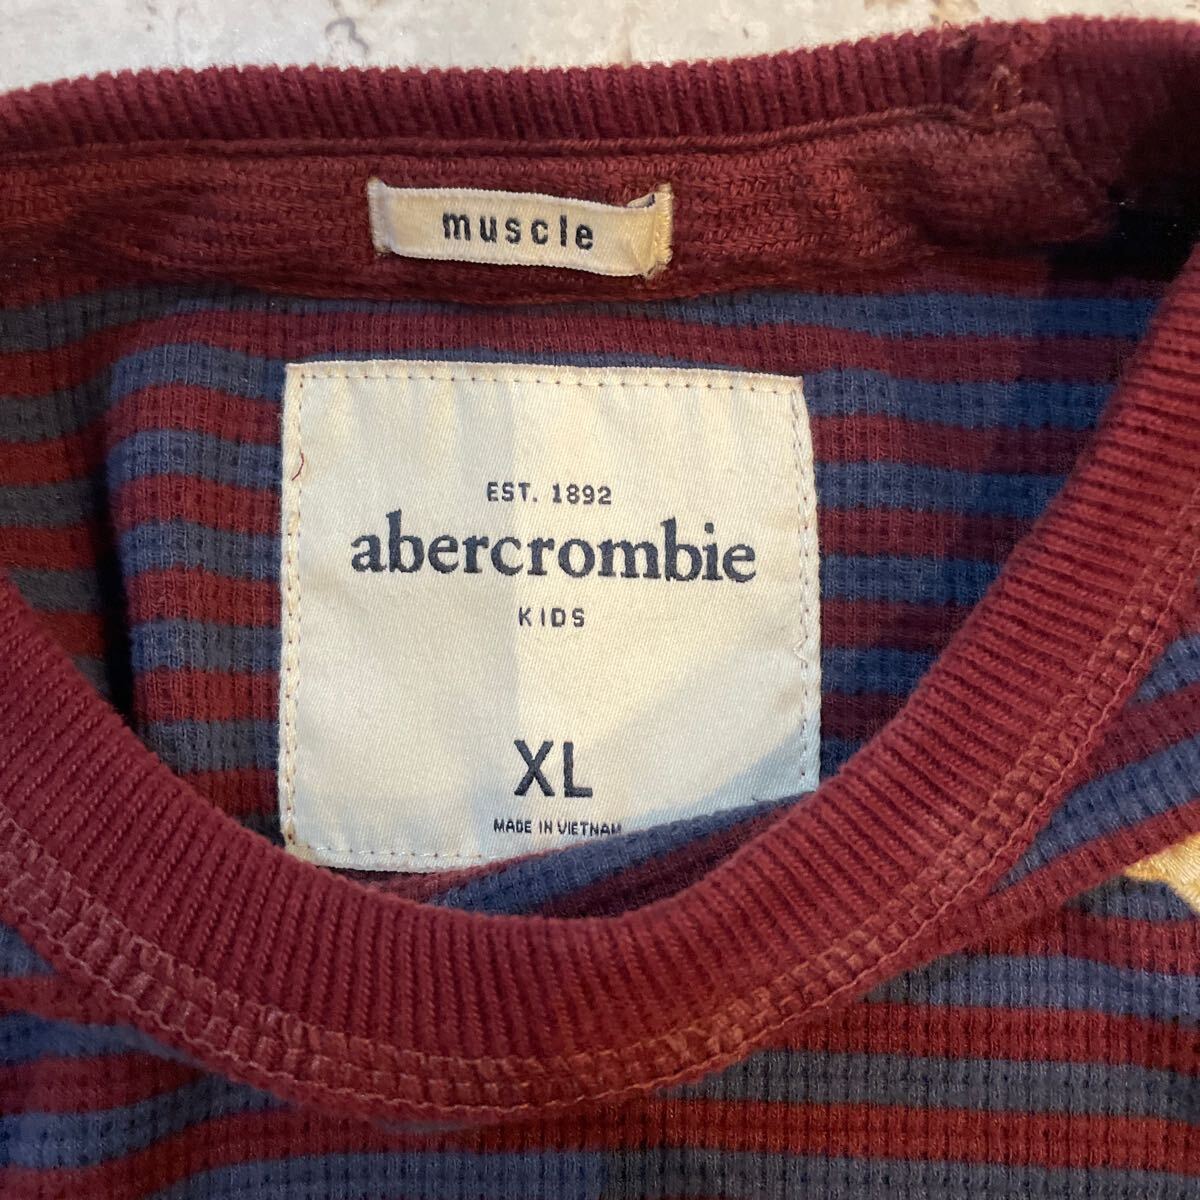 muscle
EST. 1892
abercrombie
KIDS
XL
MADE IN VIETNAM